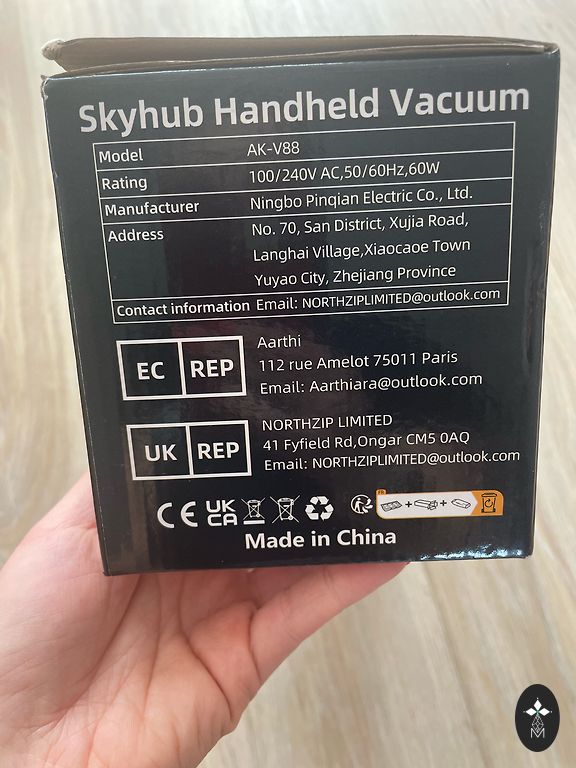 Skyhub Handheld Vacuum
Model AK-V88
Rating 100/240V AC,50/60Hz,60W
Manufacturer Ningbo Pinqian Electric Co., Ltd.
Address No. 70, San District, Xujia Road,
Langhai Village,Xiaocaoe Town
Yuyao City, Zhejiang Province
Contact information Email: NORTHZIPLIMITED@outlook.com
EC REP
Aarthi
112 rue Amelot 75011 Paris
Email: Aarthiara@outlook.com
UK REP
NORTHZIP LIMITED
41 Fyfield Rd,Ongar CM5 0AQ
Email: NORTHZIPLIMITED@outlook.com
CE UK
CA
Made in China
M